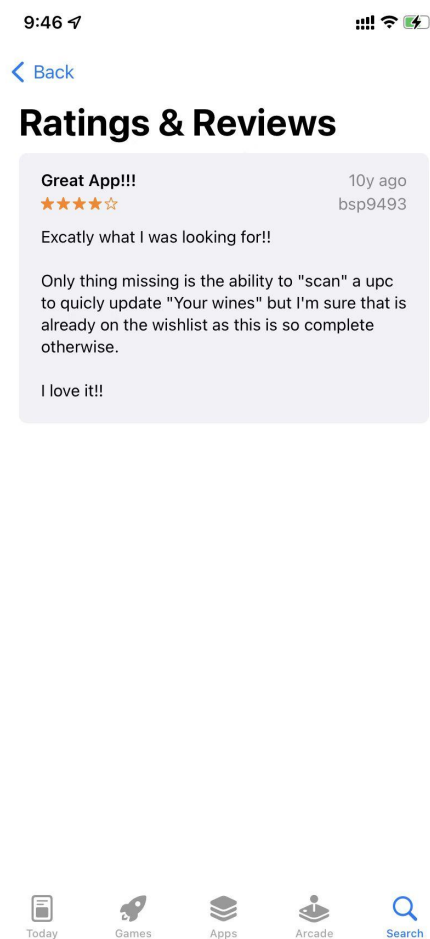 9:46
Back
Ratings & Reviews
Great App!!!
10y ago
bsp9493
Excatly what I was looking for!!
Only thing missing is the ability to "scan" a upc
to quicly update "Your wines" but I'm sure that is
already on the wishlist as this is so complete
otherwise.
I love it!!
Today
Games
Apps
Arcade
Search